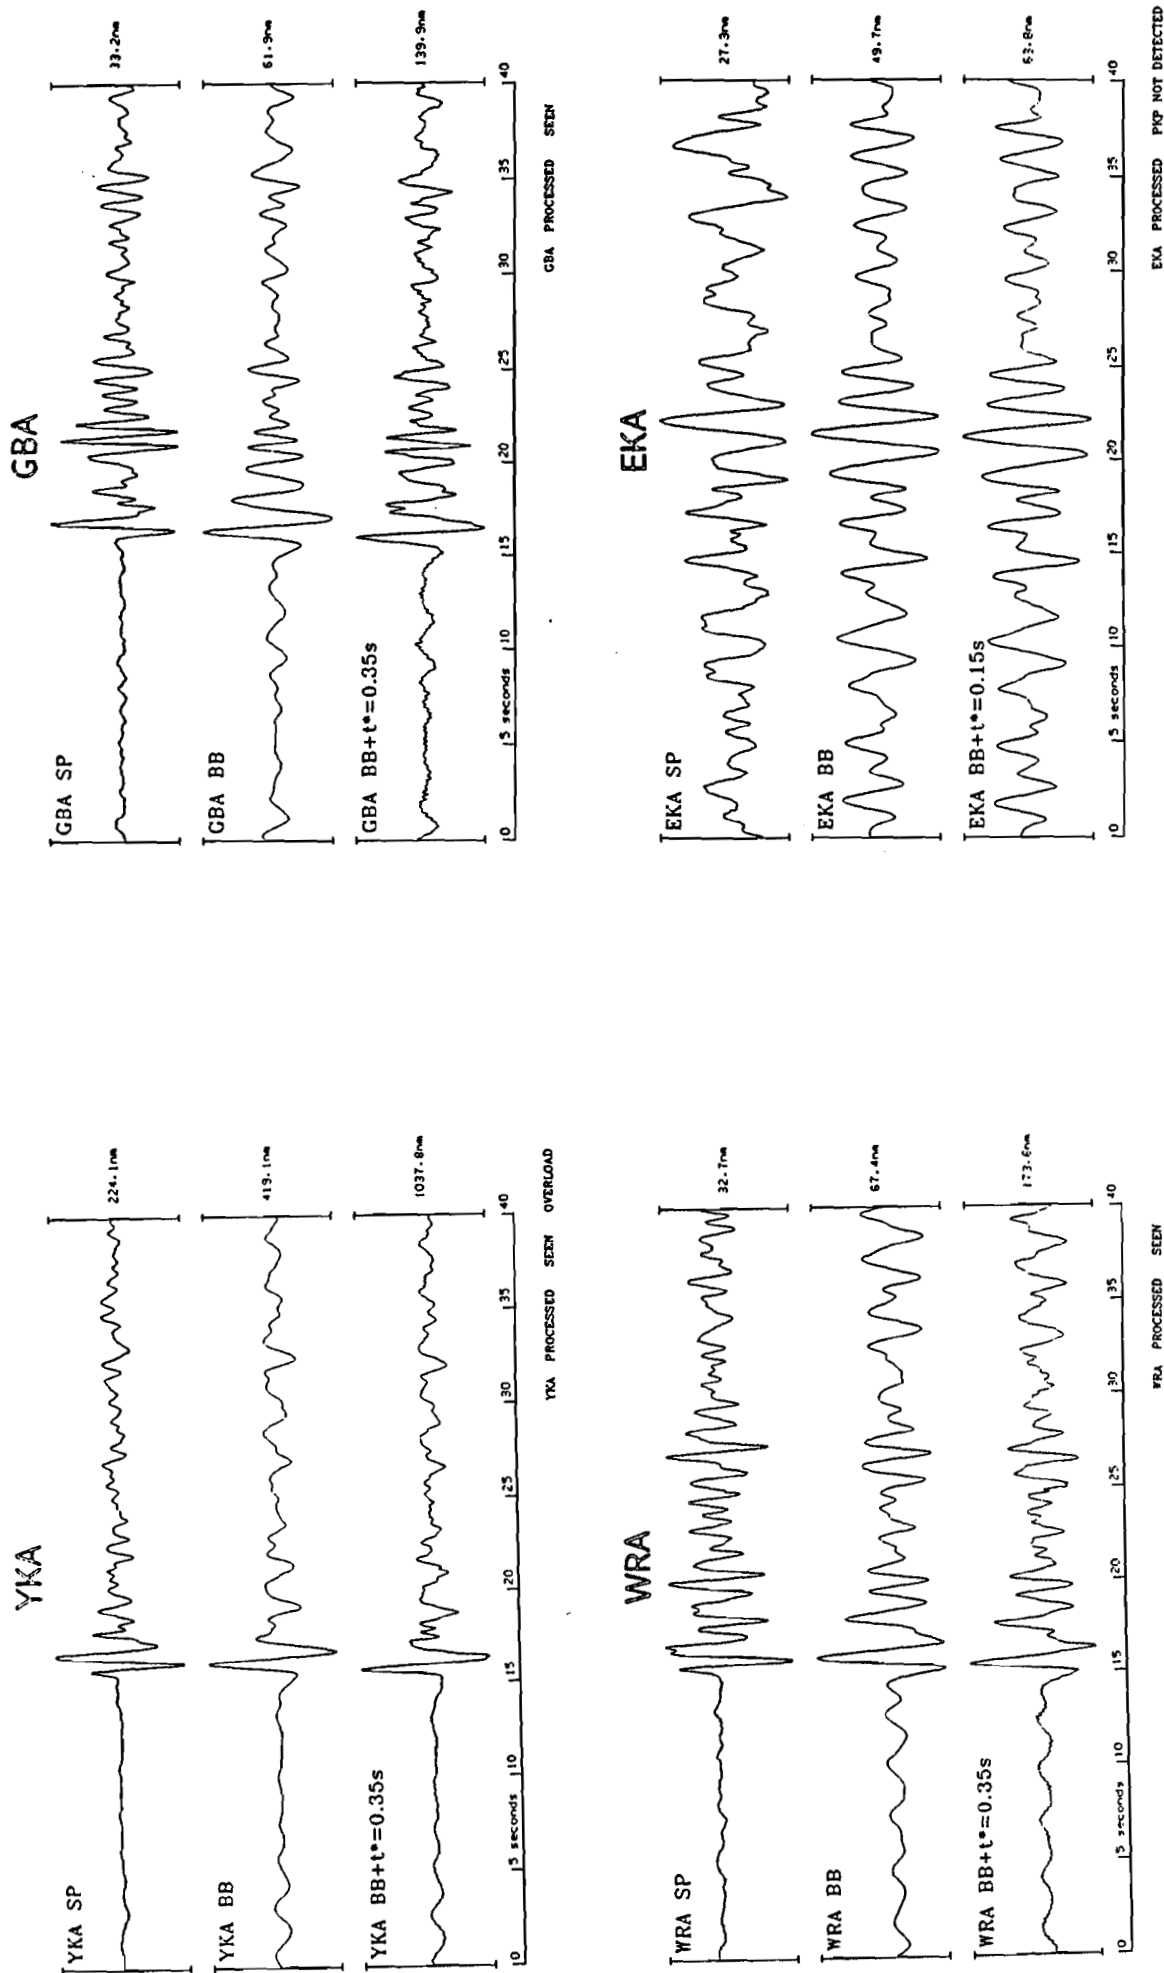 YKA
YKA SP
224.1nm
YKA BB
419.1nm
YKA BB+t*=0.35s
1037.8nm
0 5 seconds 10 15 20 25 30 35 40
YKA PROCESSED SEEN OVERLOAD
GBA
GBA SP
33.2nm
GBA BB
61.9nm
GBA BB+t*=0.35s
139.9nm
0 5 seconds 10 15 20 25 30 35 40
GBA PROCESSED SEEN
WRA
WRA SP
32.7nm
WRA BB
67.4nm
WRA BB+t*=0.35s
173.6nm
0 5 seconds 10 15 20 25 30 35 40
WRA PROCESSED SEEN
EKA
EKA SP
27.3nm
EKA BB
49.7nm
EKA BB+t*=0.15s
63.8nm
0 5 seconds 10 15 20 25 30 35 40
EKA PROCESSED PKP NOT DETECTED